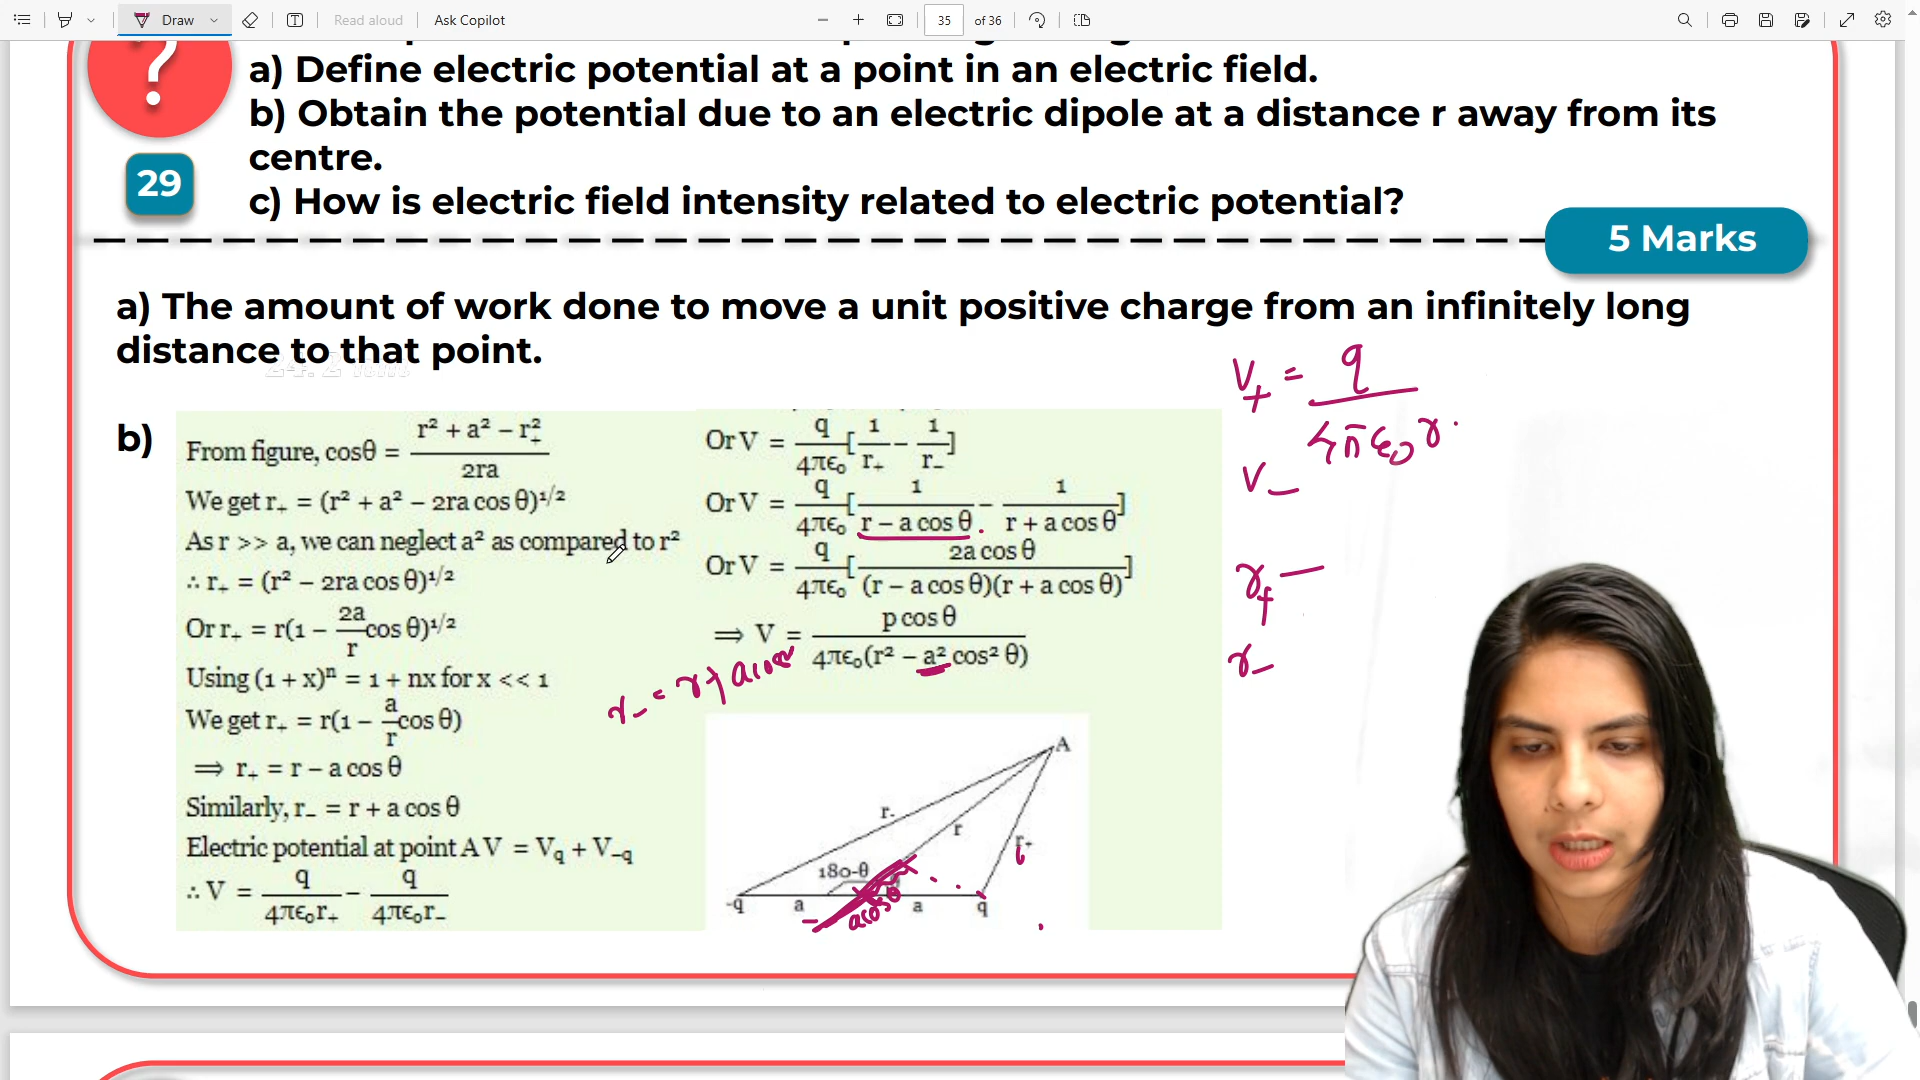 Draw
Read aloud
Ask Copilot
35 of 36
?
29
a) Define electric potential at a point in an electric field.
b) Obtain the potential due to an electric dipole at a distance r away from its
centre.
c) How is electric field intensity related to electric potential?
5 Marks
a) The amount of work done to move a unit positive charge from an infinitely long
distance to that point.
24.2
b)
From figure, cosθ = (r² + a² − r₊²)/(2ra)
We get r₊ = (r² + a² − 2ra cos θ)¹/²
As r >> a, we can neglect a² as compared to r²
∴ r₊ = (r² − 2ra cos θ)¹/²
Or r₊ = r(1 − 2a/r cos θ)¹/²
Using (1 + x)ⁿ = 1 + nx for x << 1
We get r₊ = r(1 − a/r cos θ)
⟹ r₊ = r − a cos θ
Similarly, r₋ = r + a cos θ
Electric potential at point A V = V_q + V_−q
∴ V = q/(4πϵ₀r₊) − q/(4πϵ₀r₋)
Or V = q/(4πϵ₀) [1/r₊ − 1/r₋]
Or V = q/(4πϵ₀) [1/(r − a cos θ) − 1/(r + a cos θ)]
Or V = q/(4πϵ₀) [2a cos θ/((r − a cos θ)(r + a cos θ))]
⟹ V = p cos θ/(4πϵ₀(r² − a² cos² θ))
r₋ = r + a cos
A
r-
r
r+
180-θ
-q a a q
a cosθ
V₊ = q/(4πϵ₀r)
V₋
r₊ —
r₋